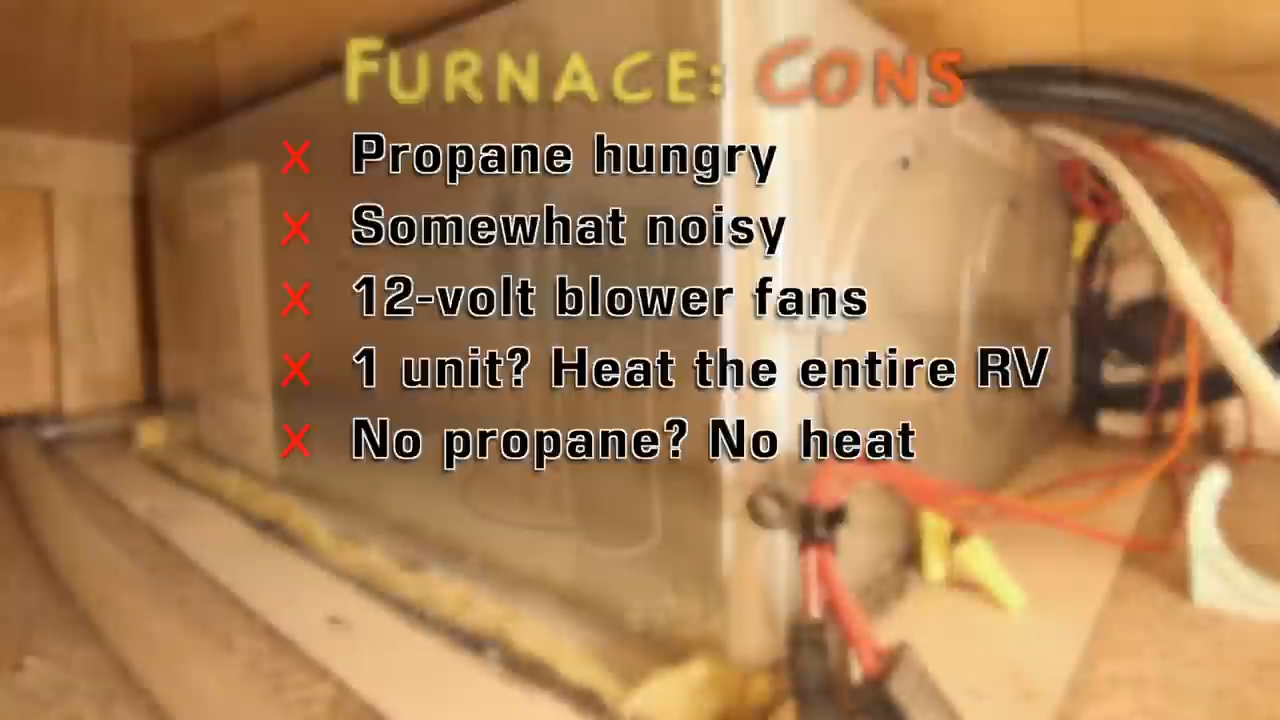 FURNACE: CONS
X Propane hungry
X Somewhat noisy
X 12-volt blower fans
X 1 unit? Heat the entire RV
X No propane? No heat